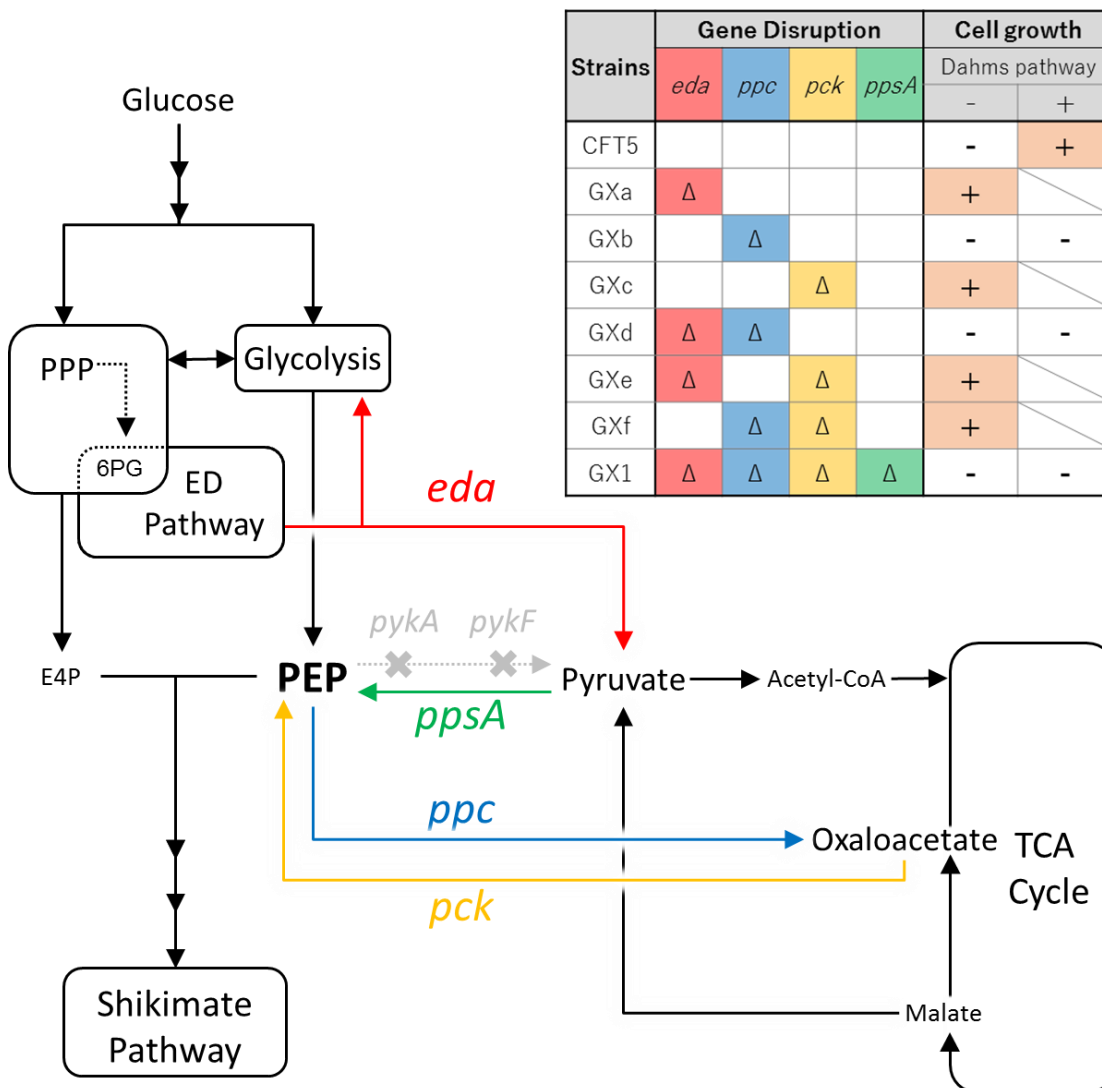 Strains
Gene Disruption
Cell growth
eda
ppc
pck
ppsA
Dahms pathway
-
+
CFT5
-
+
GXa
Δ
+
GXb
Δ
-
-
GXc
Δ
+
GXd
Δ
Δ
-
-
GXe
Δ
Δ
+
GXf
Δ
Δ
+
GX1
Δ
Δ
Δ
Δ
-
-
Glucose
PPP
Glycolysis
6PG
ED
Pathway
eda
pykA
pykF
E4P
PEP
Pyruvate
Acetyl-CoA
ppsA
ppc
Oxaloacetate
TCA
Cycle
pck
Shikimate
Pathway
Malate